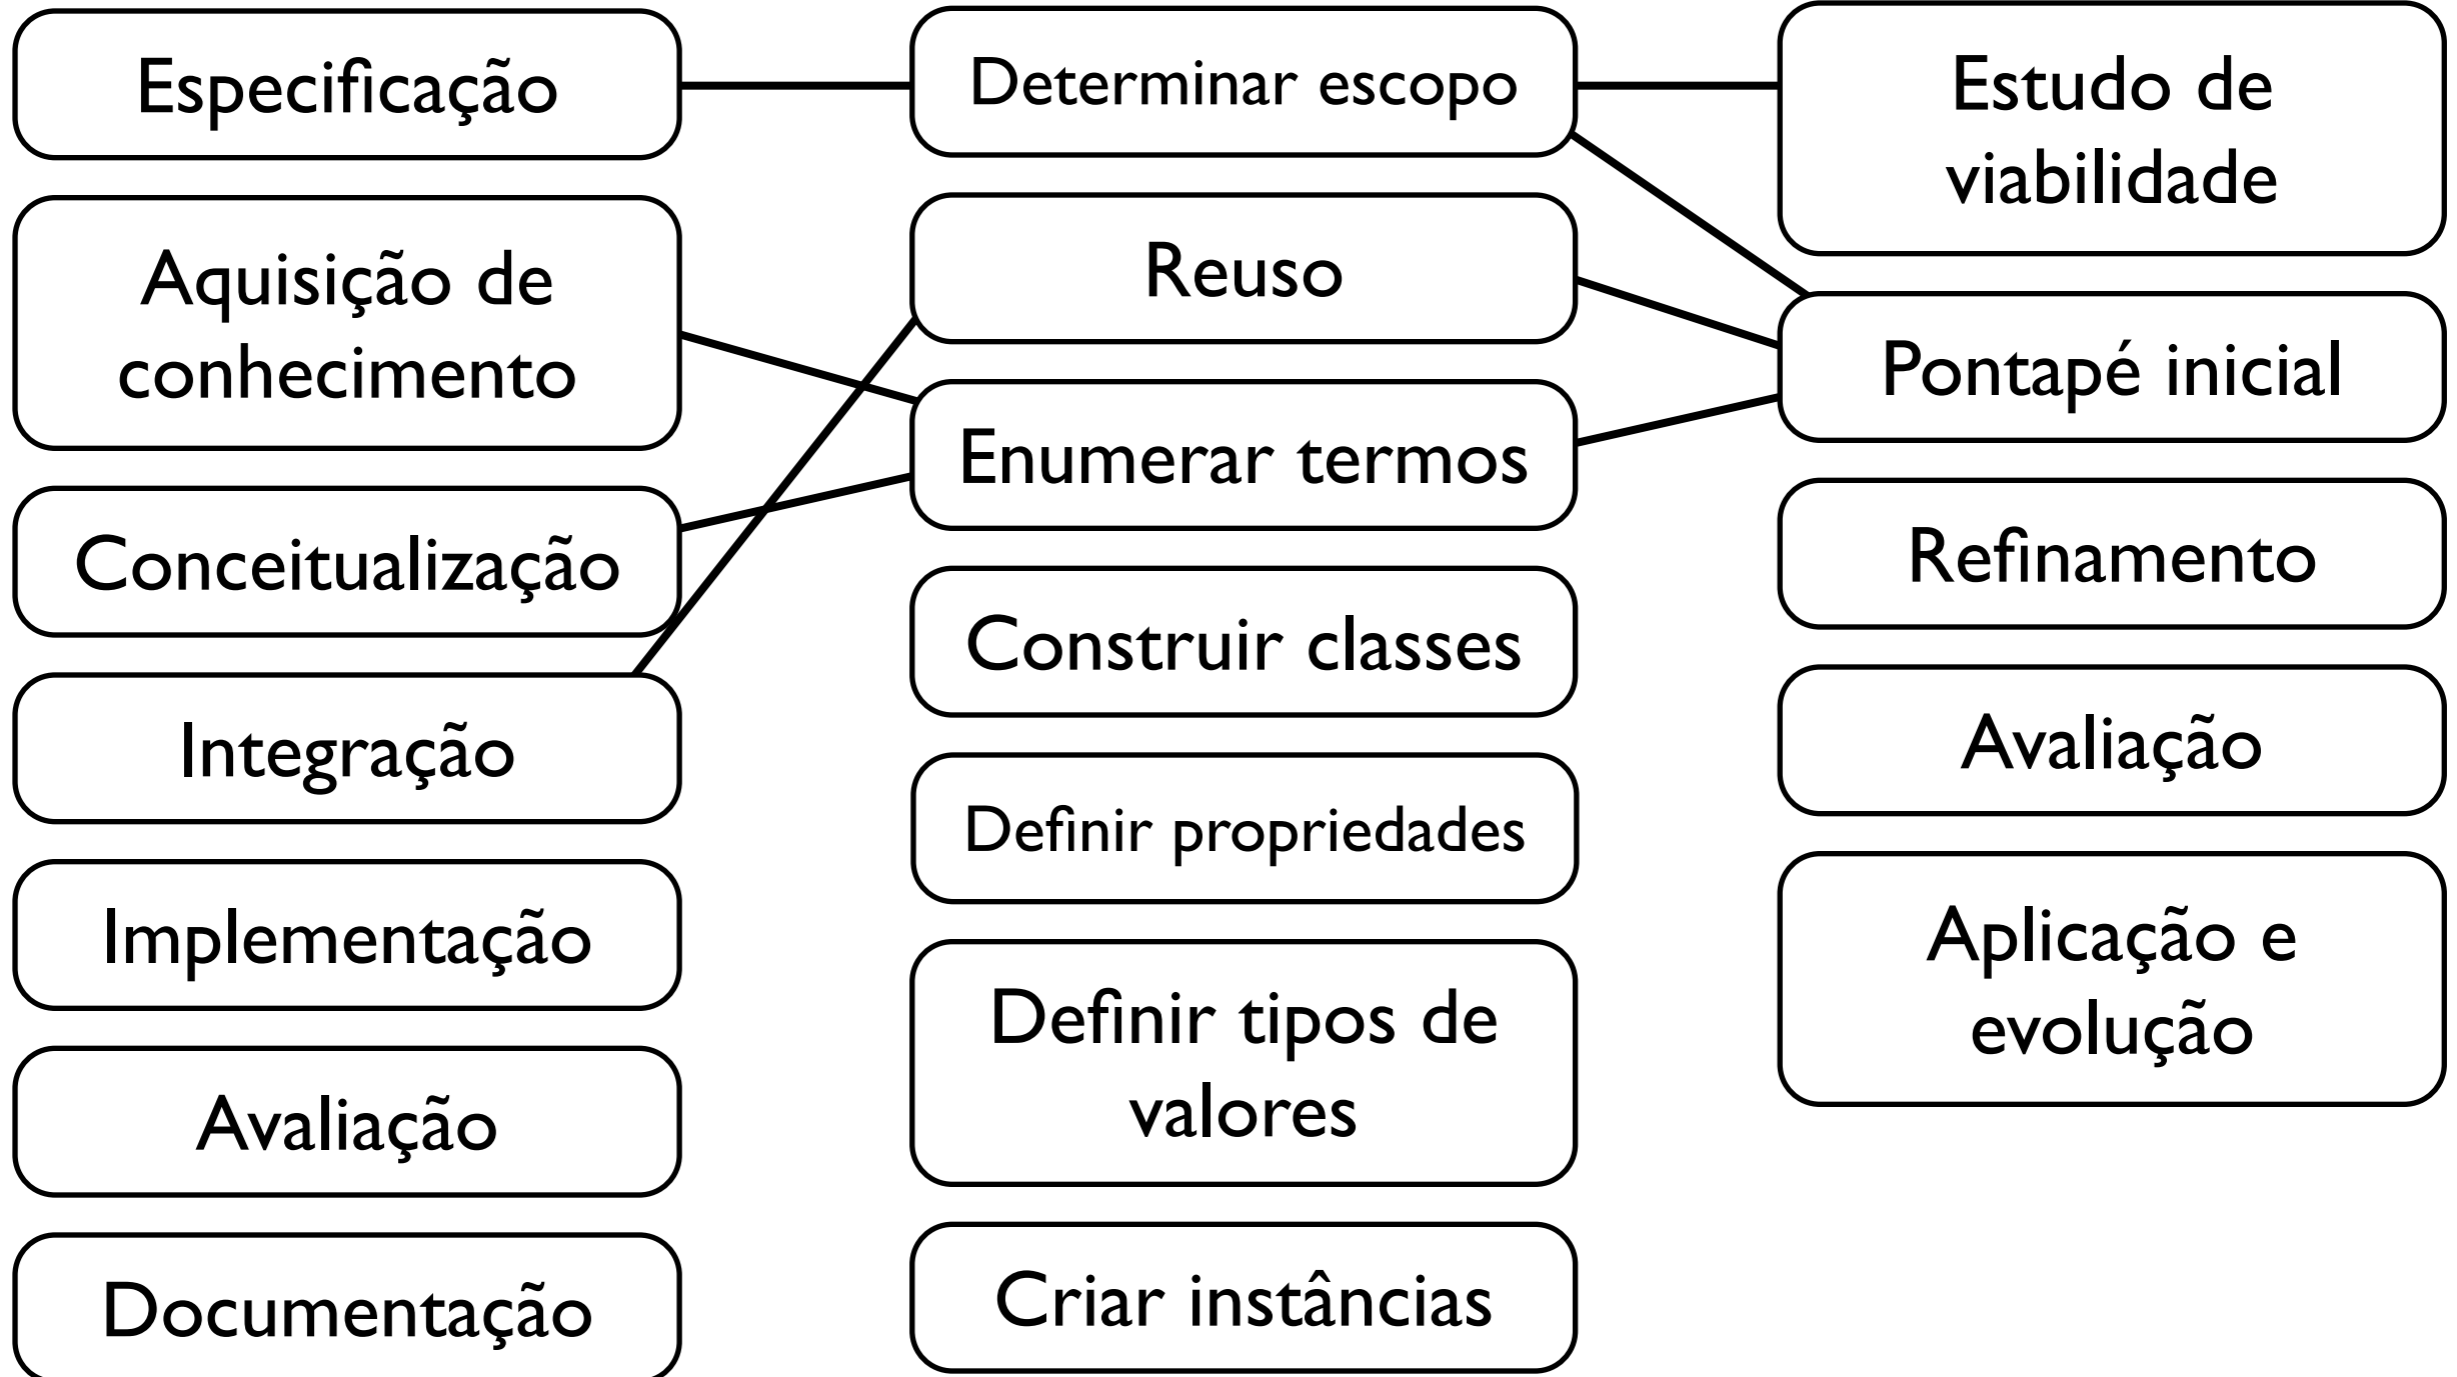 Especificação
Aquisição de
conhecimento
Conceitualização
Integração
Implementação
Avaliação
Documentação
Determinar escopo
Reuso
Enumerar termos
Construir classes
Definir propriedades
Definir tipos de
valores
Criar instâncias
Estudo de
viabilidade
Pontapé inicial
Refinamento
Avaliação
Aplicação e
evolução